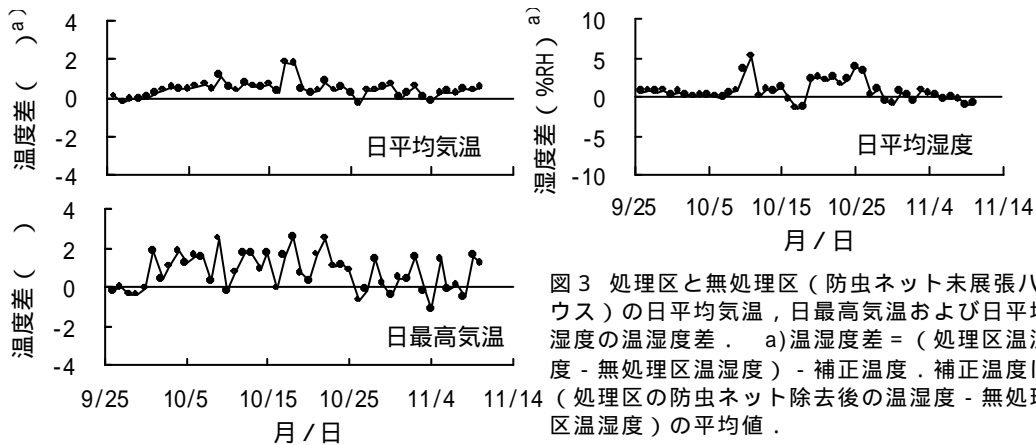 温度差（　）a)
4
2
0
-2
-4
日平均気温
温度差（　）
4
2
0
-2
-4
日最高気温
9/25 10/5 10/15 10/25 11/4 11/14
月/日
湿度差（%RH）a)
10
5
0
-5
-10
日平均湿度
9/25 10/5 10/15 10/25 11/4 11/14
月/日
図3 処理区と無処理区（防虫ネット未展張ハ
ウス）の日平均気温，日最高気温および日平
湿度の温湿度差． a)温湿度差=（処理区温
度-無処理区温湿度）-補正温度．補正温度
（処理区の防虫ネット除去後の温湿度-無処
区温湿度）の平均値．